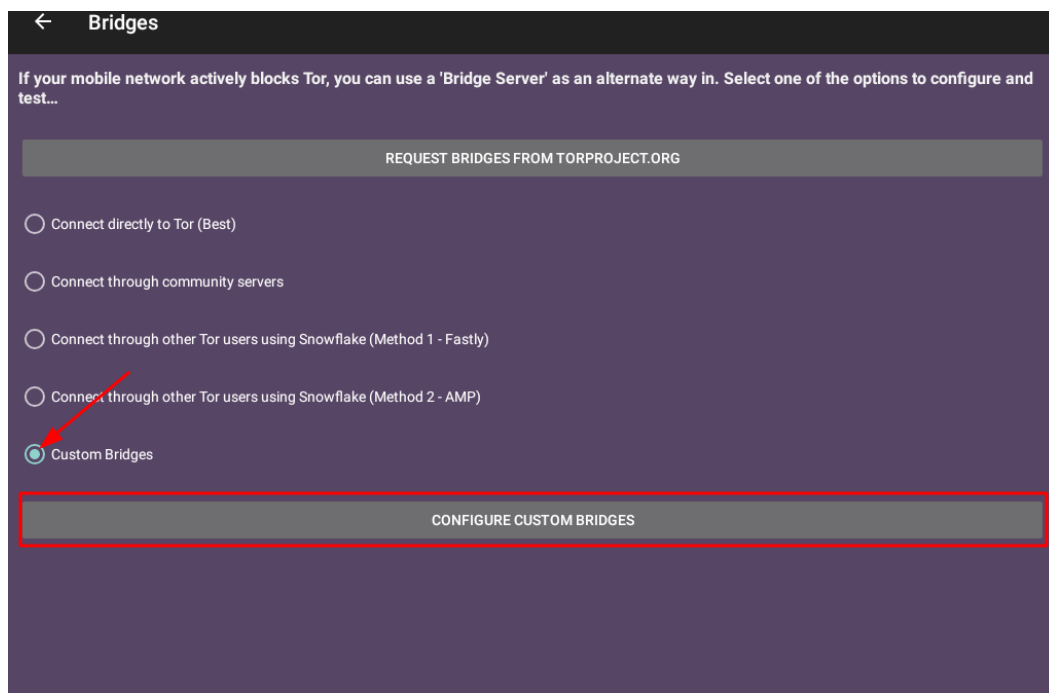 Bridges
If your mobile network actively blocks Tor, you can use a 'Bridge Server' as an alternate way in. Select one of the options to configure and
test...
REQUEST BRIDGES FROM TORPROJECT.ORG
Connect directly to Tor (Best)
Connect through community servers
Connect through other Tor users using Snowflake (Method 1 - Fastly)
Connect through other Tor users using Snowflake (Method 2 - AMP)
Custom Bridges
CONFIGURE CUSTOM BRIDGES